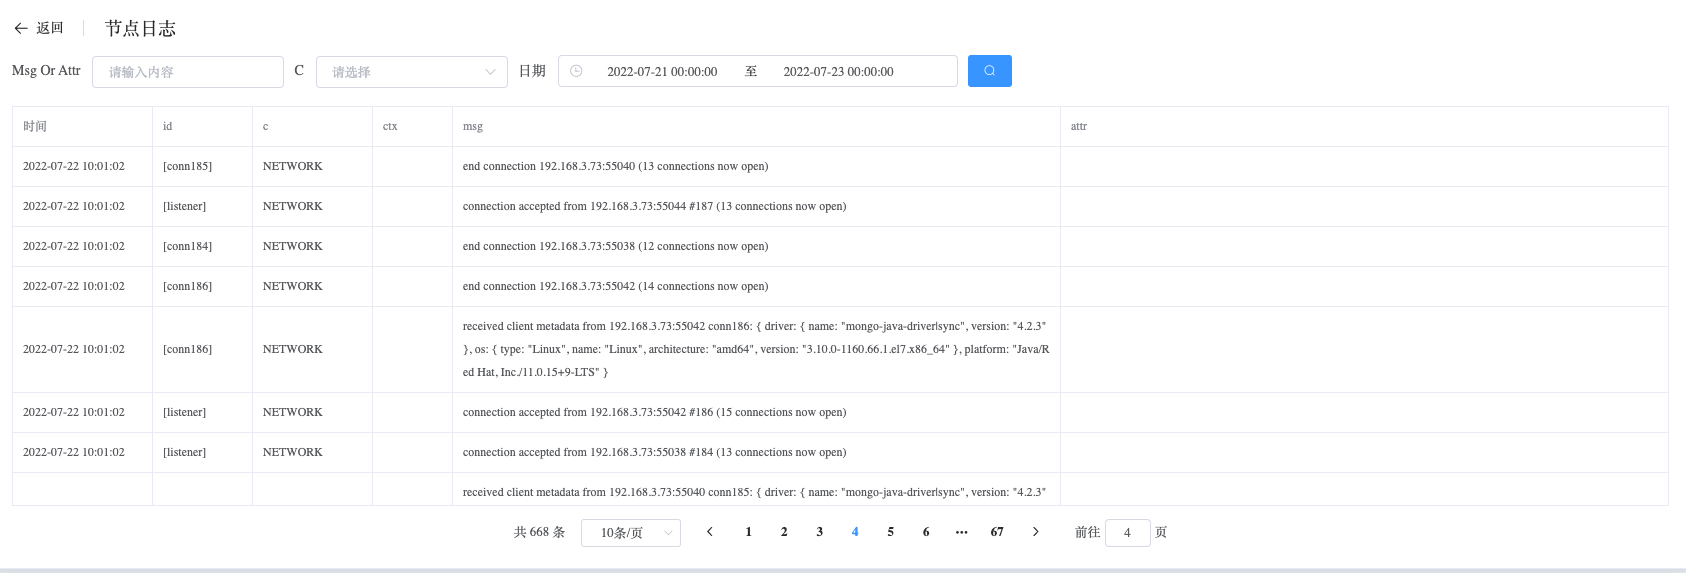 返回 节点日志
Msg Or Attr 请输入内容 C 请选择 日期 2022-07-21 00:00:00 至 2022-07-23 00:00:00
时间 id c ctx msg attr
2022-07-22 10:01:02 [conn185] NETWORK end connection 192.168.3.73:55040 (13 connections now open)
2022-07-22 10:01:02 [listener] NETWORK connection accepted from 192.168.3.73:55044 #187 (13 connections now open)
2022-07-22 10:01:02 [conn184] NETWORK end connection 192.168.3.73:55038 (12 connections now open)
2022-07-22 10:01:02 [conn186] NETWORK end connection 192.168.3.73:55042 (14 connections now open)
received client metadata from 192.168.3.73:55042 conn186: { driver: { name: "mongo-java-driver|sync", version: "4.2.3"
2022-07-22 10:01:02 [conn186] NETWORK }, os: { type: "Linux", name: "Linux", architecture: "amd64", version: "3.10.0-1160.66.1.el7.x86_64" }, platform: "Java/R
ed Hat, Inc./11.0.15+9-LTS" }
2022-07-22 10:01:02 [listener] NETWORK connection accepted from 192.168.3.73:55042 #186 (15 connections now open)
2022-07-22 10:01:02 [listener] NETWORK connection accepted from 192.168.3.73:55038 #184 (13 connections now open)
received client metadata from 192.168.3.73:55040 conn185: { driver: { name: "mongo-java-driver|sync", version: "4.2.3"
共 668 条 10条/页 1 2 3 4 5 6 ••• 67 前往 4 页